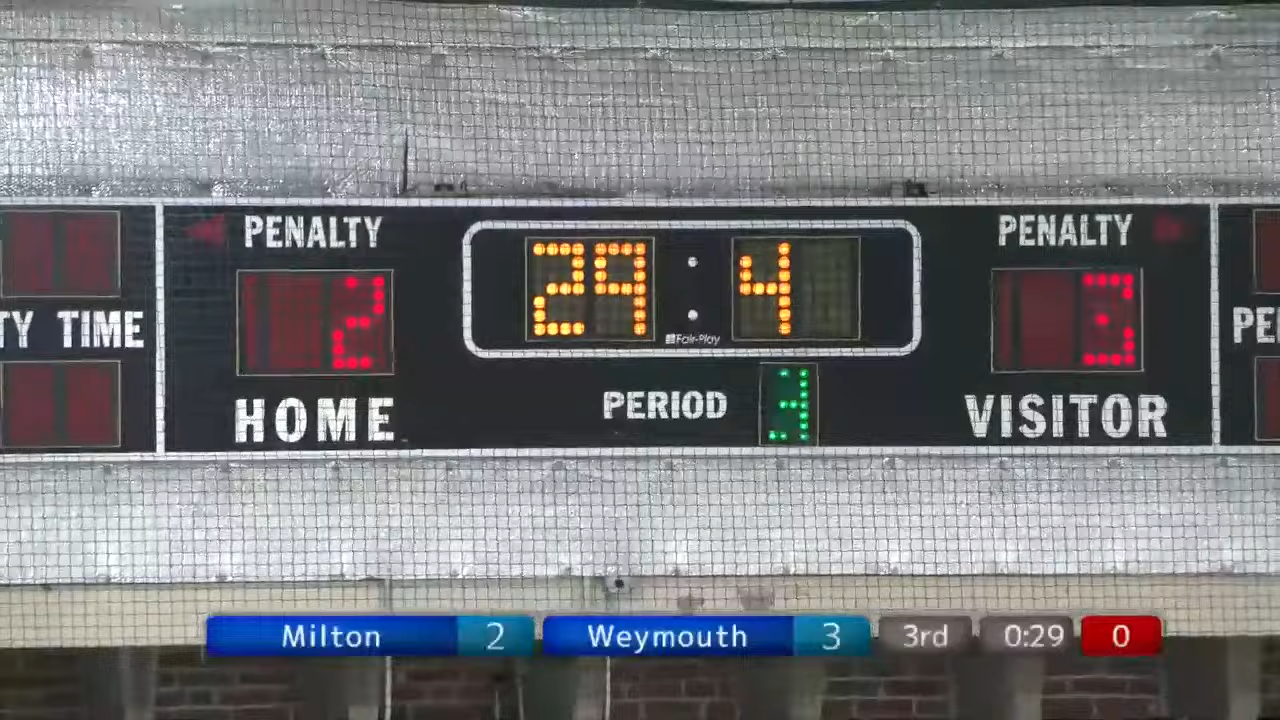 PENALTY
29 : 4
PENALTY
TY TIME
2
Fair-Play
3
PE
HOME
PERIOD 3
VISITOR
Milton 2 Weymouth 3 3rd 0:29 0